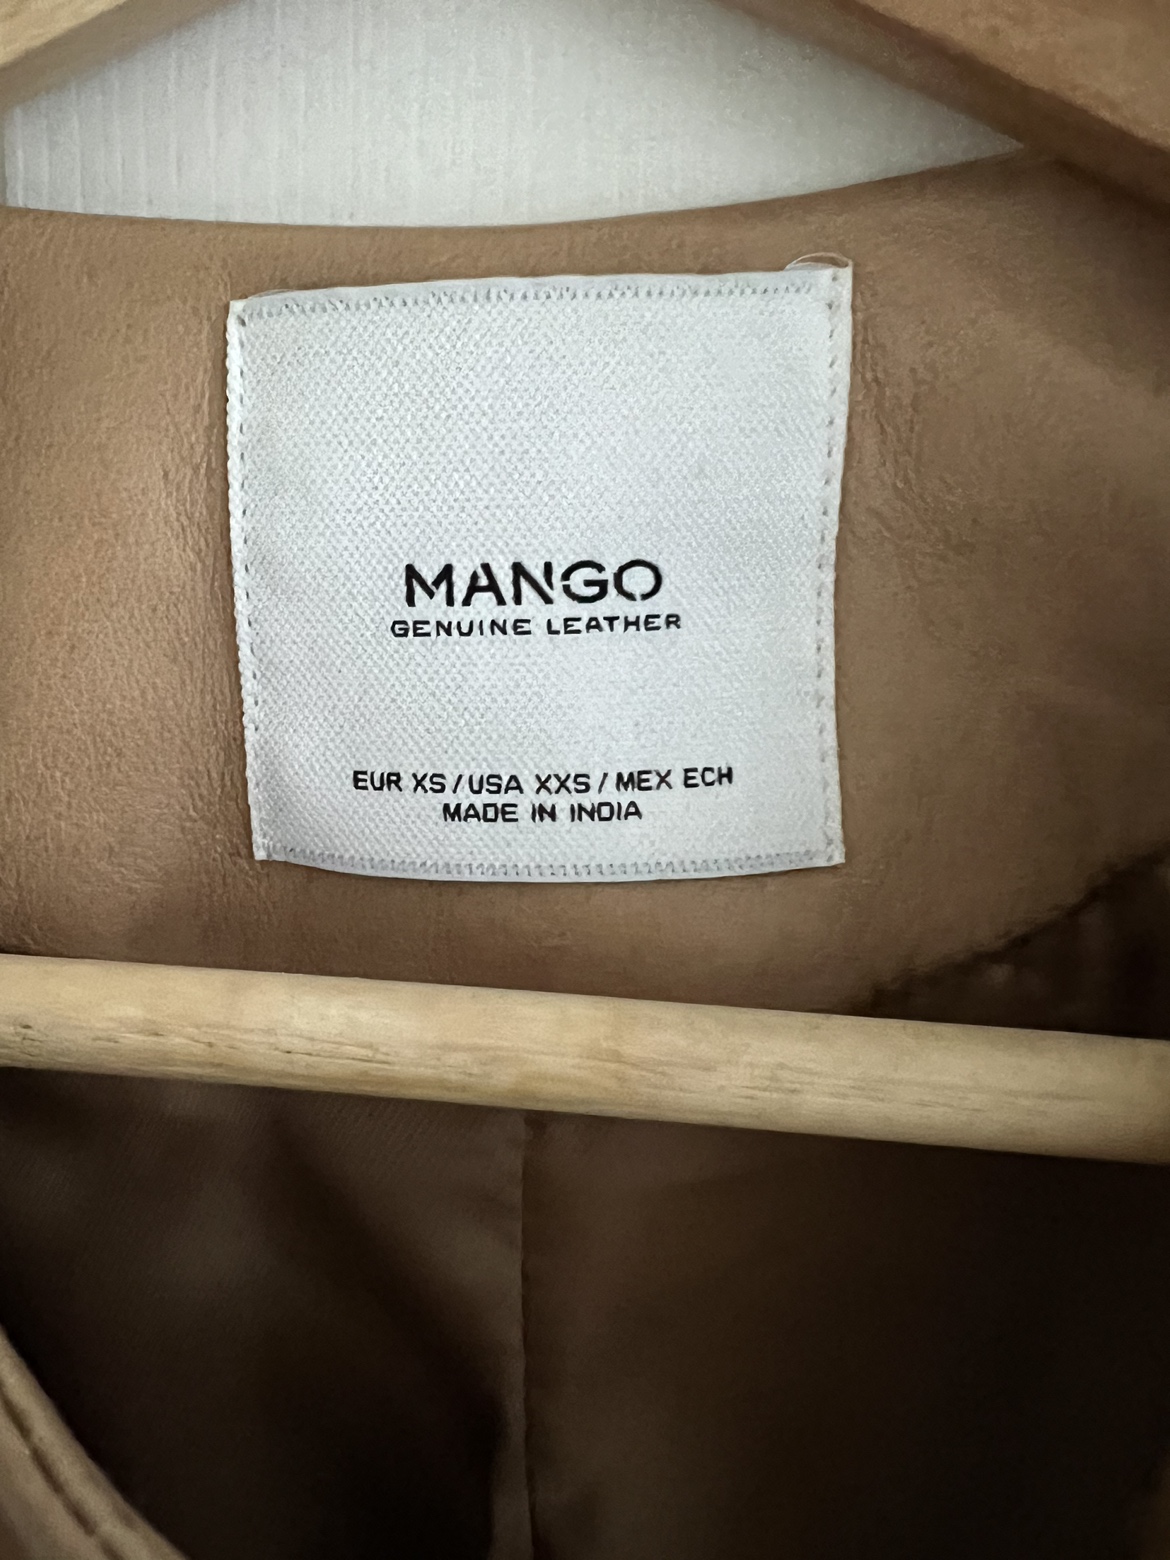 MANGO
GENUINE LEATHER
EUR XS / USA XXS / MEX ECH
MADE IN INDIA